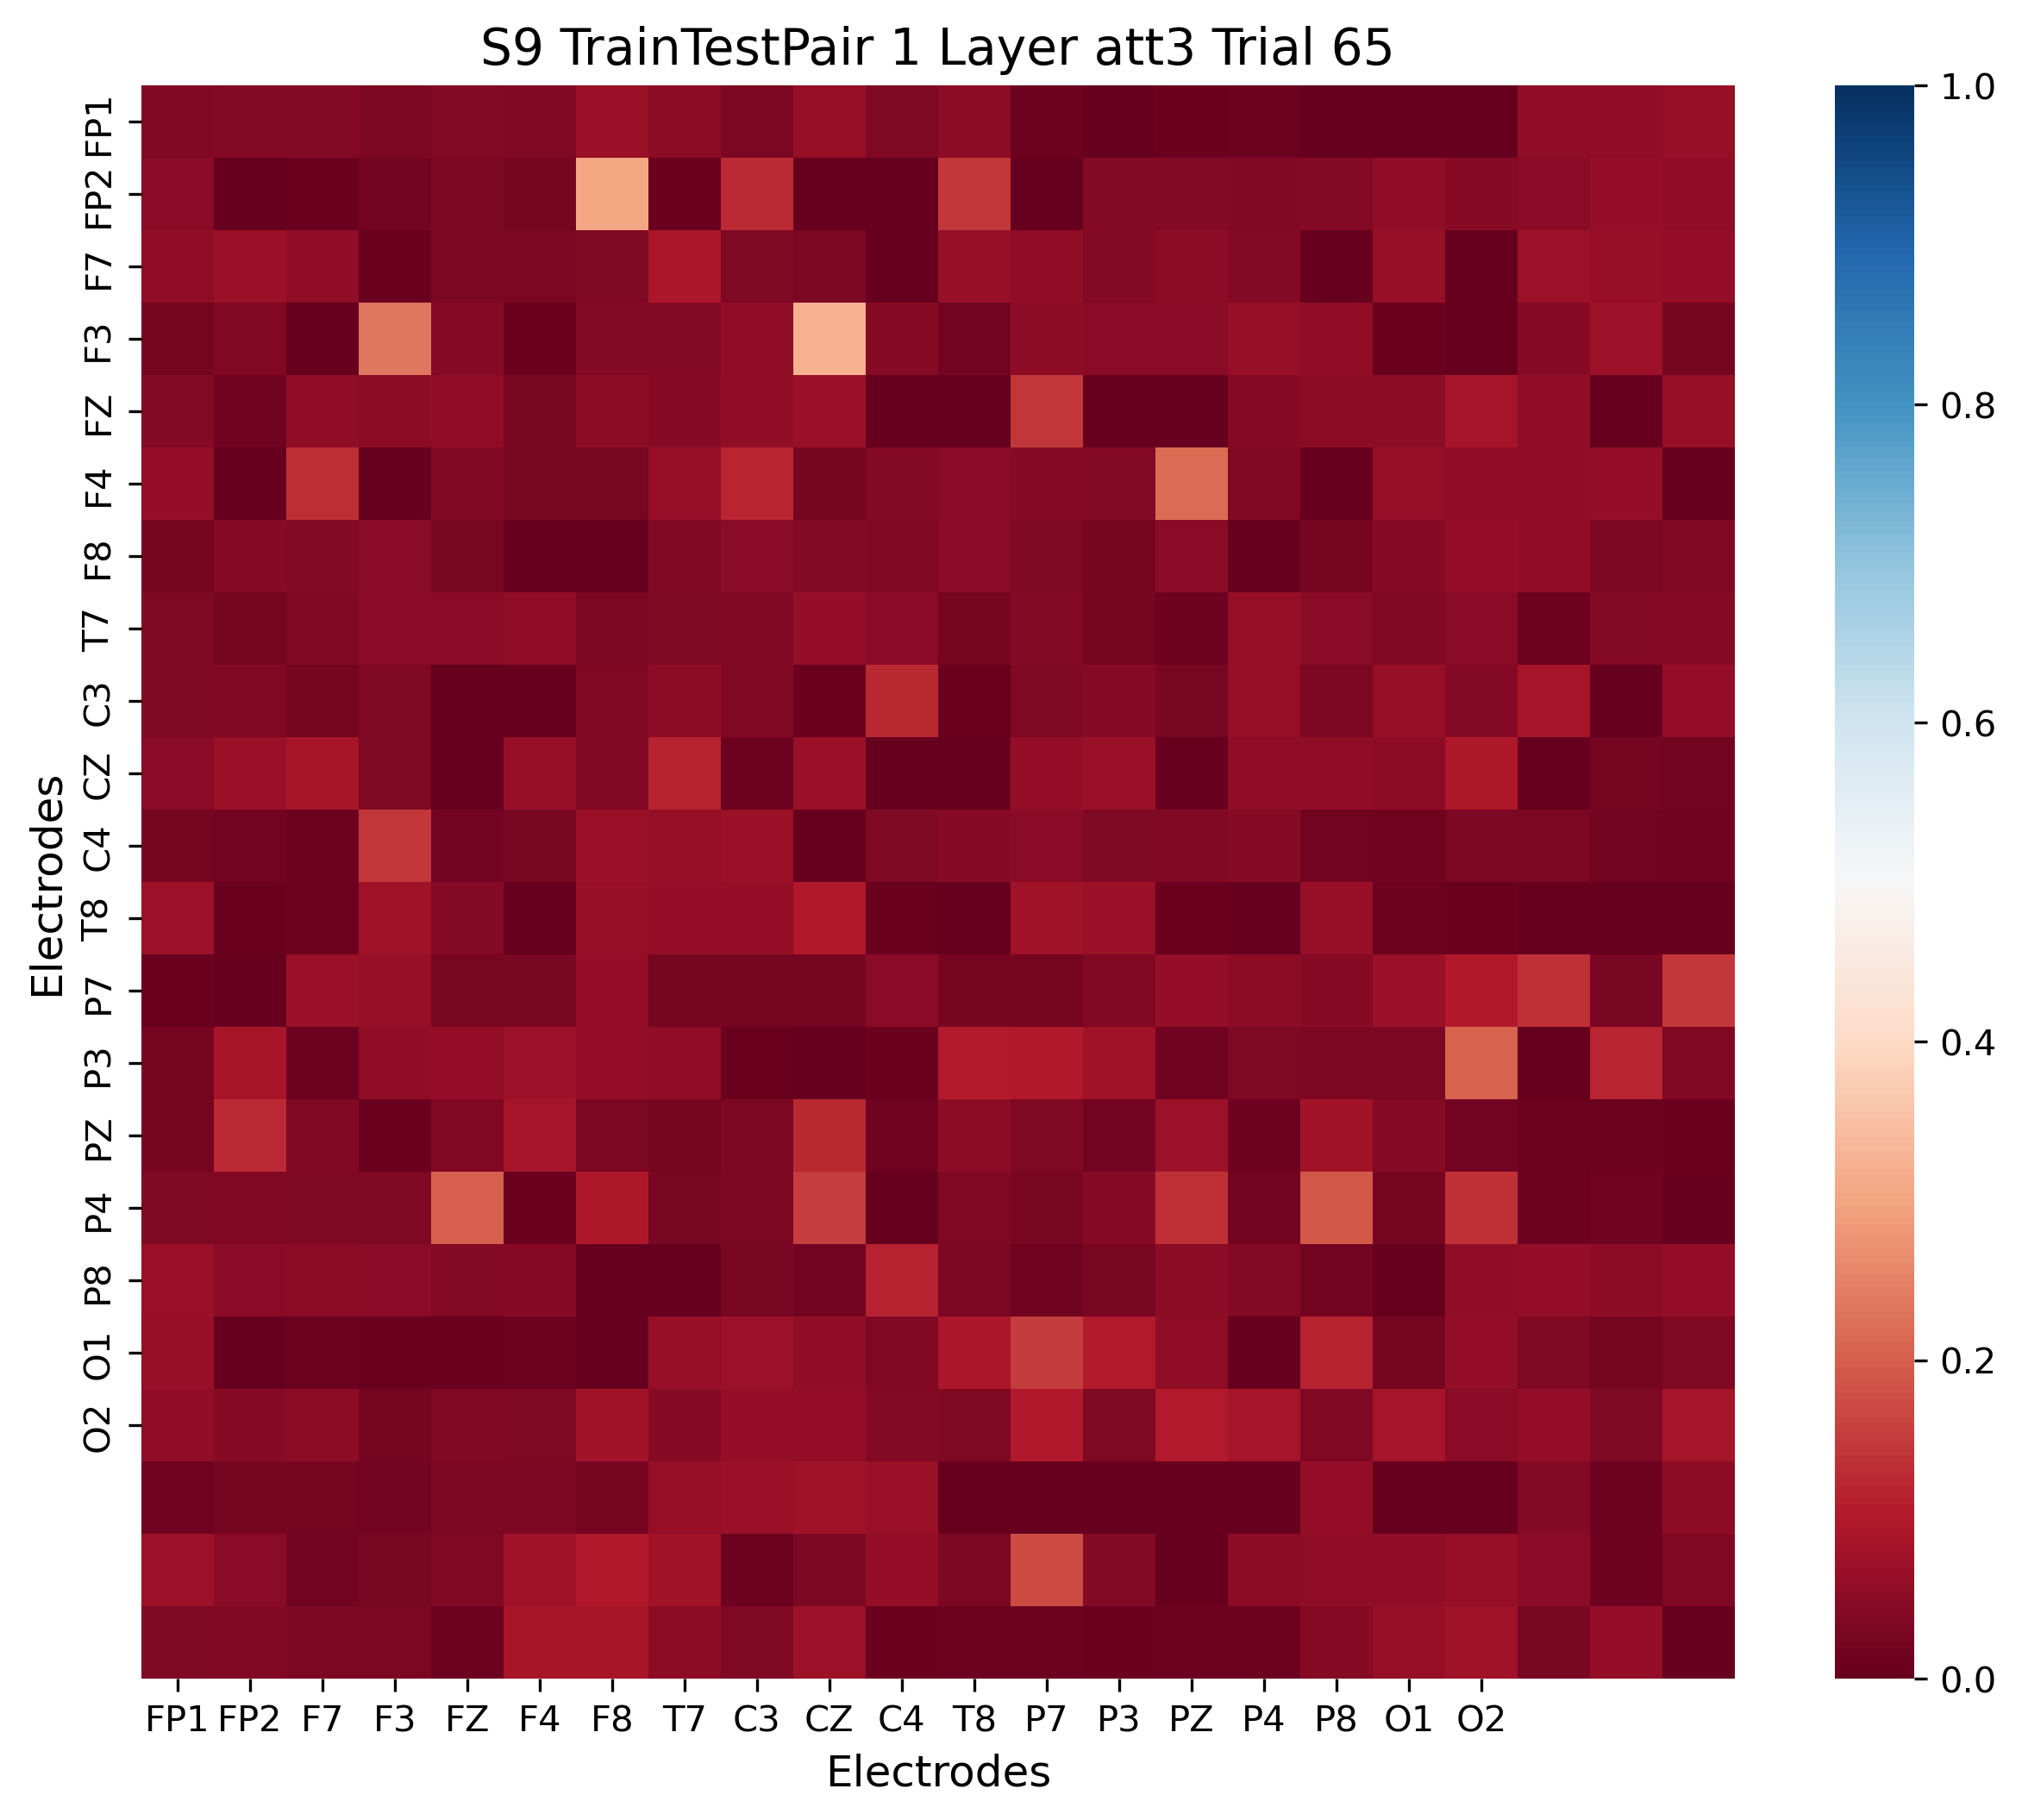 S9 TrainTestPair 1 Layer att3 Trial 65
Electrodes
FP1
FP2
F7
F3
FZ
F4
F8
T7
C3
CZ
C4
T8
P7
P3
PZ
P4
P8
O1
O2
FP1 FP2 F7 F3 FZ F4 F8 T7 C3 CZ C4 T8 P7 P3 PZ P4 P8 O1 O2
Electrodes
1.0
0.8
0.6
0.4
0.2
0.0